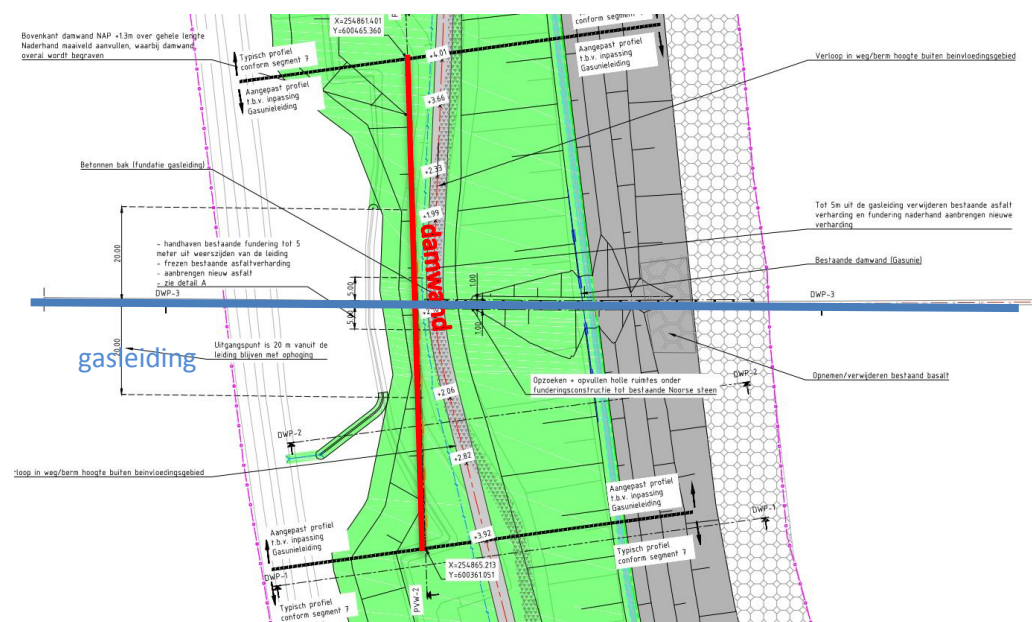 Bovenkant damwand NAP +1.3m over gehele lengte
Naderhand maaiveld aanvullen, waarbij damwand
overal wordt begraven
X=254861.401
Y=600465.360
Typisch profiel
conform segment 7
Aangepast profiel
t.b.v. inpassing
Gasunieleiding
+4.01
Typisch profiel
conform segment 7
Aangepast profiel
t.b.v. inpassing
Gasunieleiding
Verloop in weg/berm hoogte buiten beinvloedingsgebied
+3.66
Betonnen bak (fundatie gasleiding)
+2.33
+1.99
damwand
Tot 5m uit de gasleiding verwijderen bestaande asfalt
verharding en fundering naderhand aanbrengen nieuwe
verharding
20.00
- handhaven bestaande fundering tot 5
meter uit weerszijden van de leiding
- frezen bestaande asfaltverharding
- aanbrengen nieuw asfalt
- zie detail A
Bestaande damwand (Gasunie)
5.00
1.00
DWP-3
DWP-3
5.00
1.00
20.00
gasleiding
Uitgangspunt is 20 m vanuit de
leiding blijven met ophoging
Opzoeken + opvullen holle ruimtes onder
funderingsconstructie tot bestaande Noorse steen
DWP-2
Opnemen/verwijderen bestaand basalt
+2.06
DWP-2
+2.82
rloop in weg/berm hoogte buiten beinvloedingsgebied
Aangepast profiel
t.b.v. inpassing
Gasunieleiding
DWP-1
Aangepast profiel
t.b.v. inpassing
Gasunieleiding
+3.92
Typisch profiel
conform segment 7
X=254865.213
Y=600361.051
DWP-1
Typisch profiel
conform segment 7
PVW-2